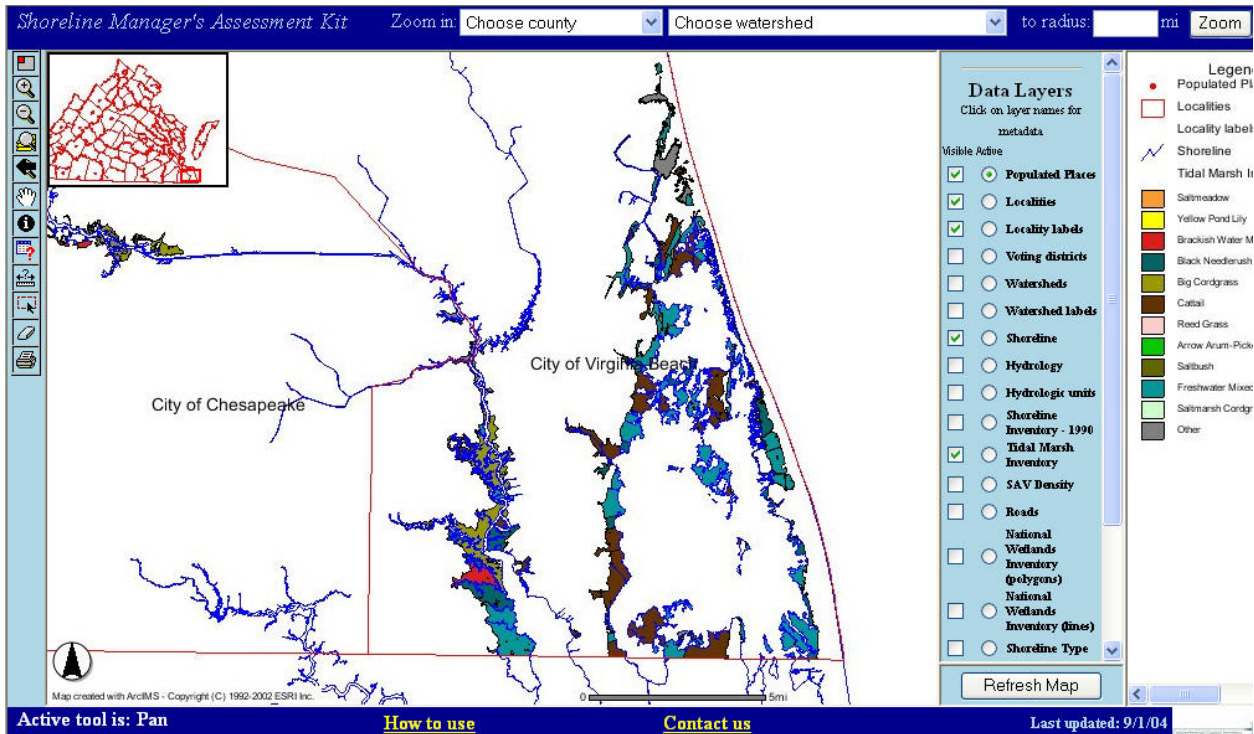 Shoreline Manager's Assessment Kit
Zoom in: Choose county Choose watershed to radius: mi Zoom
City of Virginia Beach
City of Chesapeake
Map created with ArcIMS - Copyright (C) 1992-2002 ESRI Inc.
0 5mi
Data Layers
Click on layer names for
metadata
Visible Active
Populated Places
Localities
Locality labels
Voting districts
Watersheds
Watershed labels
Shoreline
Hydrology
Hydrologic units
Shoreline
Inventory - 1990
Tidal Marsh
Inventory
SAV Density
Roads
National
Wetlands
Inventory
(polygons)
National
Wetlands
Inventory (lines)
Shoreline Type
Refresh Map
Legen
Populated Pla
Localities
Locality labels
Shoreline
Tidal Marsh In
Saltmeadow
Yellow Pond Lily
Brackish Water M
Black Needlerush
Big Cordgrass
Cattail
Reed Grass
Arrow Arum-Picke
Saltbush
Freshwater Mixed
Saltmarsh Cordgr
Other
Active tool is: Pan
How to use
Contact us
Last updated: 9/1/04